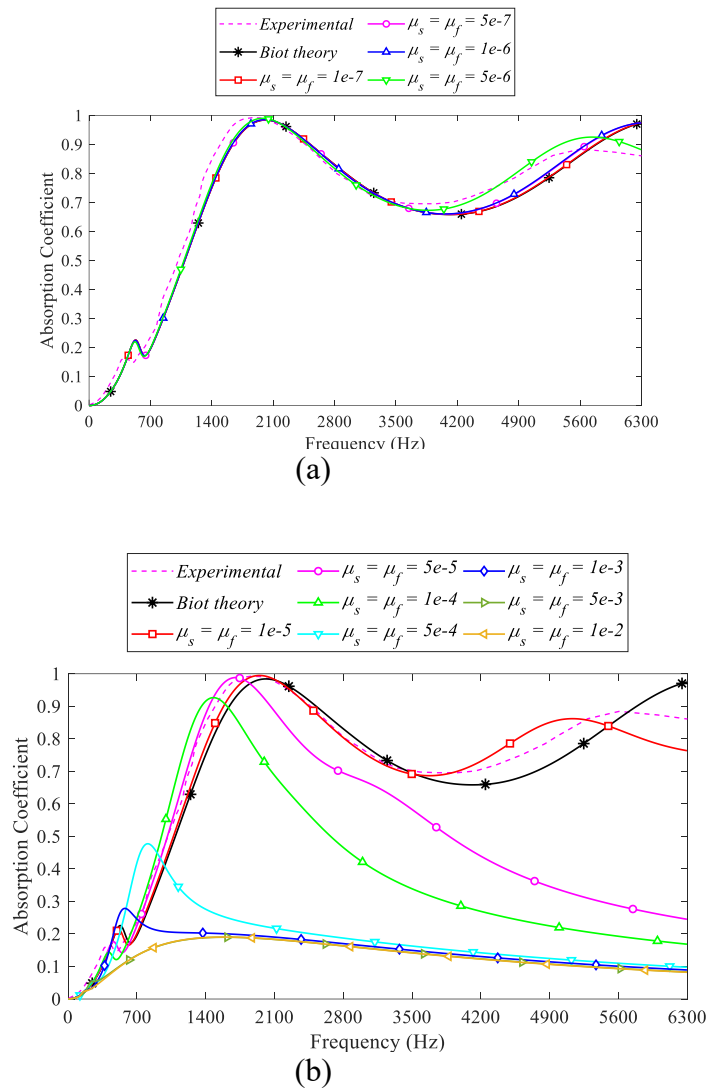 Experimental
Biot theory
μs = μf = 1e-7
μs = μf = 5e-7
μs = μf = 1e-6
μs = μf = 5e-6
Absorption Coefficient
1
0.9
0.8
0.7
0.6
0.5
0.4
0.3
0.2
0.1
0
0 700 1400 2100 2800 3500 4200 4900 5600 6300
Frequency (Hz)
(a)
Experimental
Biot theory
μs = μf = 1e-5
μs = μf = 5e-5
μs = μf = 1e-4
μs = μf = 5e-4
μs = μf = 1e-3
μs = μf = 5e-3
μs = μf = 1e-2
Absorption Coefficient
1
0.9
0.8
0.7
0.6
0.5
0.4
0.3
0.2
0.1
0
0 700 1400 2100 2800 3500 4200 4900 5600 6300
Frequency (Hz)
(b)